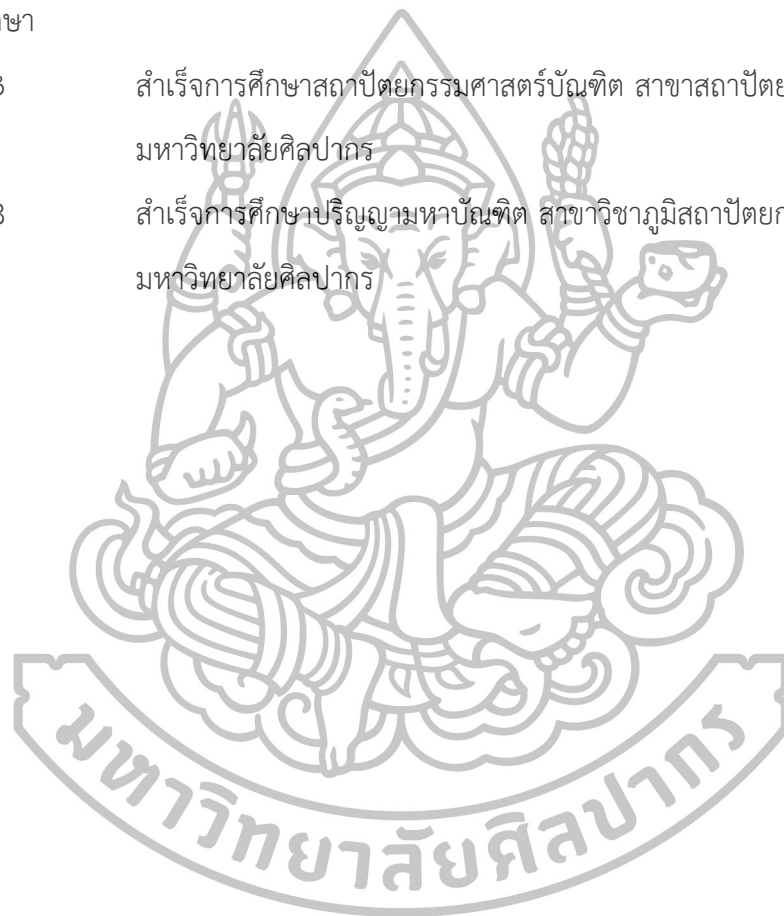 3 สำเร็จการศึกษาสถาปัตยกรรมศาสตร์บัณฑิต สาขาสถาปัตย
มหาวิทยาลัยศิลปากร
3 สำเร็จการศึกษาปริญญามหาบัณฑิต สาขาวิชาภูมิสถาปัตยก
มหาวิทยาลัยศิลปากร
มหาวิทยาลัยศิลปากร